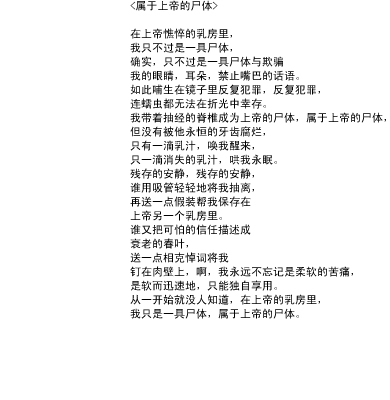 <属于上帝的尸体>
在上帝憔悴的乳房里，
我只不过是一具尸体，
确实，只不过是一具尸体与欺骗
我的眼睛，耳朵，禁止嘴巴的话语。
如此哺生在镜子里反复犯罪，反复犯罪，
连蠕虫都无法在折光中幸存。
我带着抽经的脊椎成为上帝的尸体，属于上帝的尸体，
但没有被他永恒的牙齿腐烂，
只有一滴乳汁，唤我醒来，
只一滴消失的乳汁，哄我永眠。
残存的安静，残存的安静，
谁用吸管轻轻地将我抽离，
再送一点假装帮我保存在
上帝另一个乳房里。
谁又把可怕的信任描述成
衰老的春叶，
送一点相克悼词将我
钉在肉壁上，啊，我永远不忘记是柔软的苦痛，
是软而迅速地，只能独自享用。
从一开始就没人知道，在上帝的乳房里，
我只是一具尸体，属于上帝的尸体。